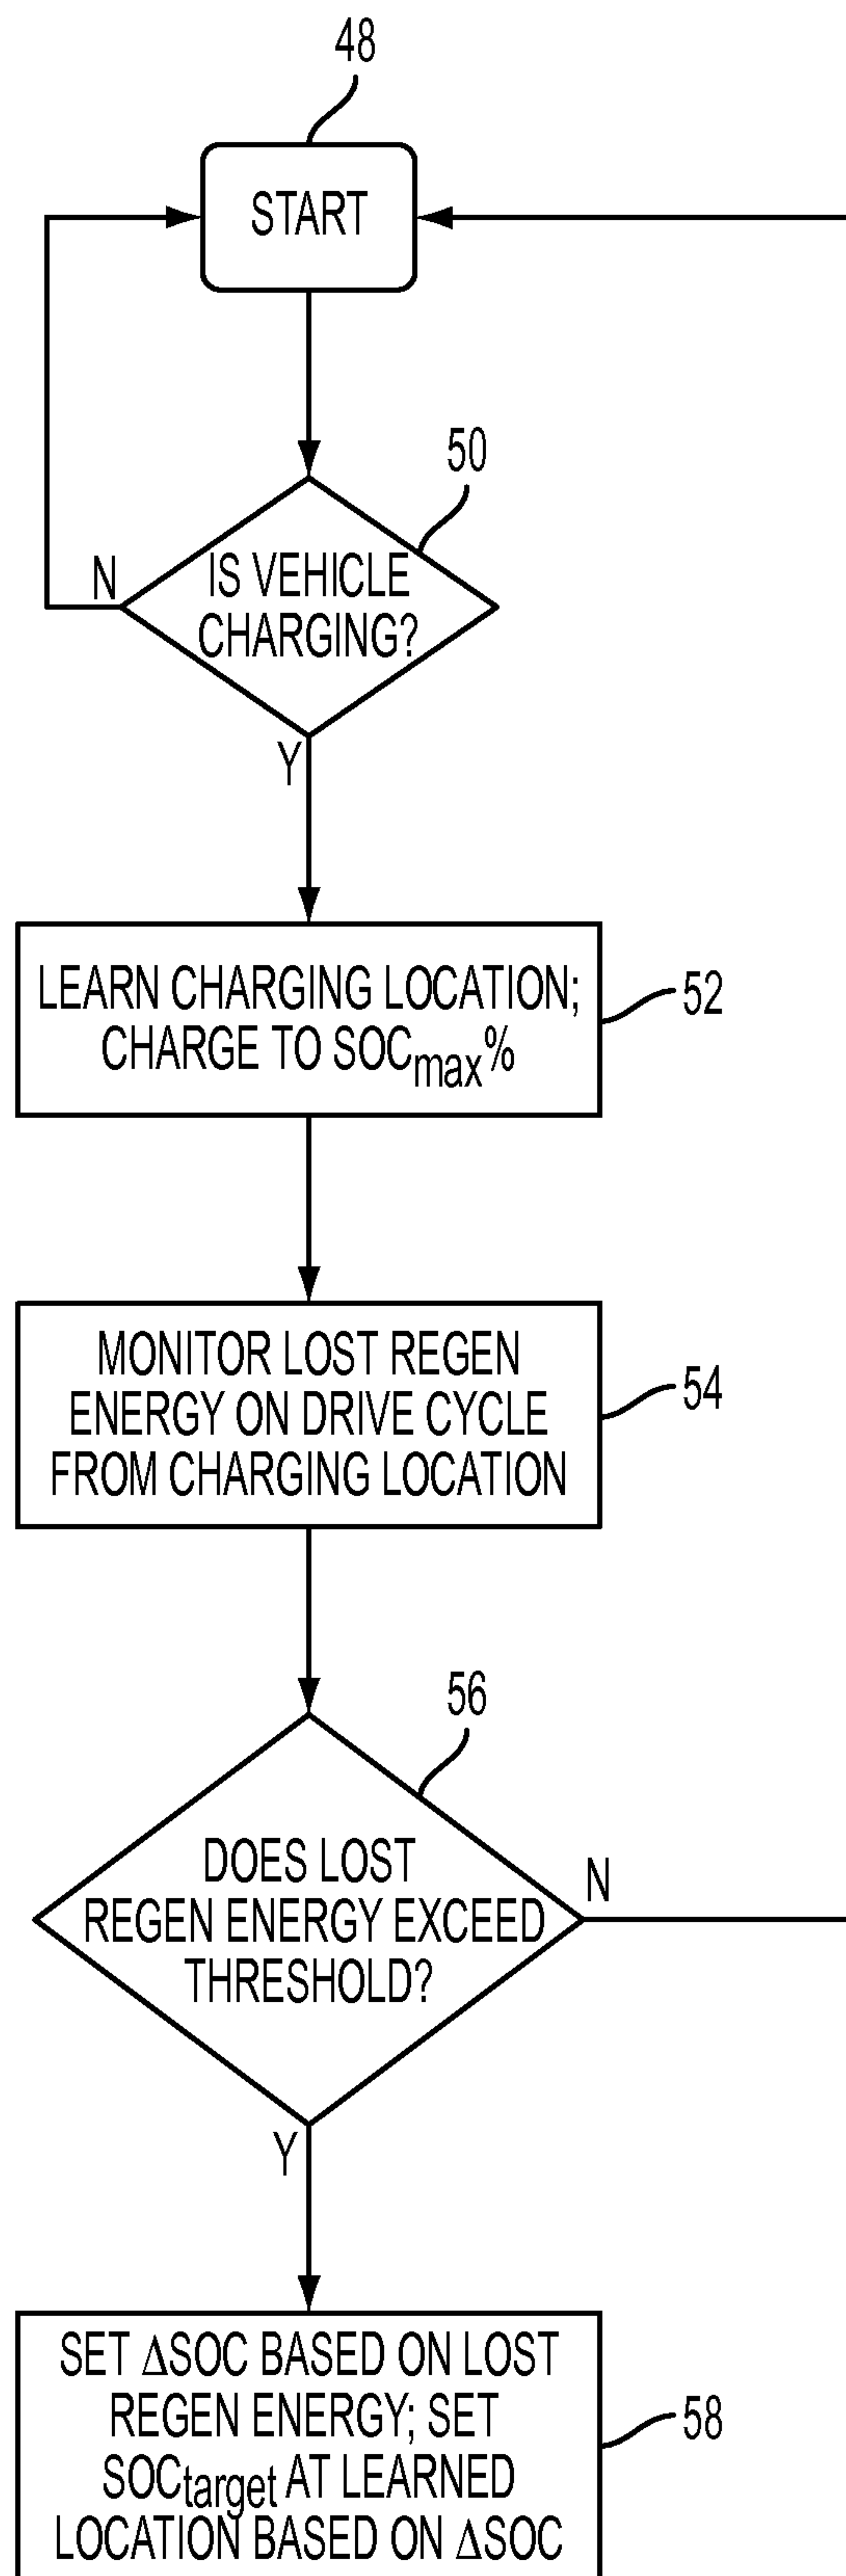 48
START
50
IS VEHICLE
CHARGING?
N
Y
LEARN CHARGING LOCATION;
CHARGE TO SOCmax%
52
MONITOR LOST REGEN
ENERGY ON DRIVE CYCLE
FROM CHARGING LOCATION
54
56
DOES LOST
REGEN ENERGY EXCEED
THRESHOLD?
N
Y
SET ΔSOC BASED ON LOST
REGEN ENERGY; SET
SOCtarget AT LEARNED
LOCATION BASED ON ΔSOC
58